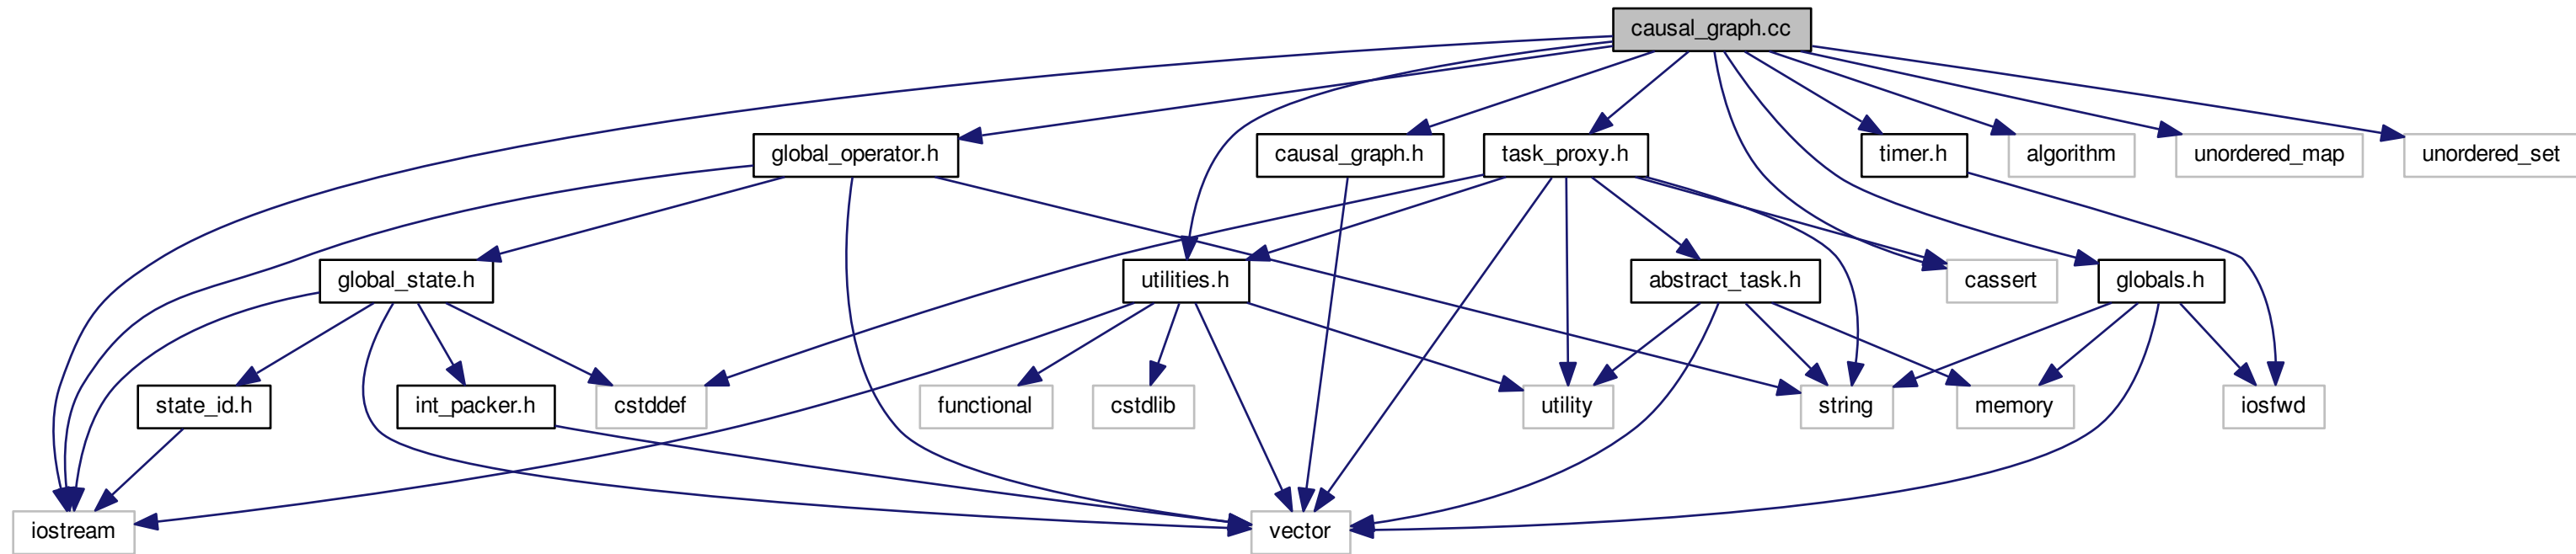 causal_graph.cc
global_operator.h
causal_graph.h
task_proxy.h
timer.h
algorithm
unordered_map
unordered_set
global_state.h
utilities.h
abstract_task.h
cassert
globals.h
state_id.h
int_packer.h
cstddef
functional
cstdlib
utility
string
memory
iosfwd
iostream
vector